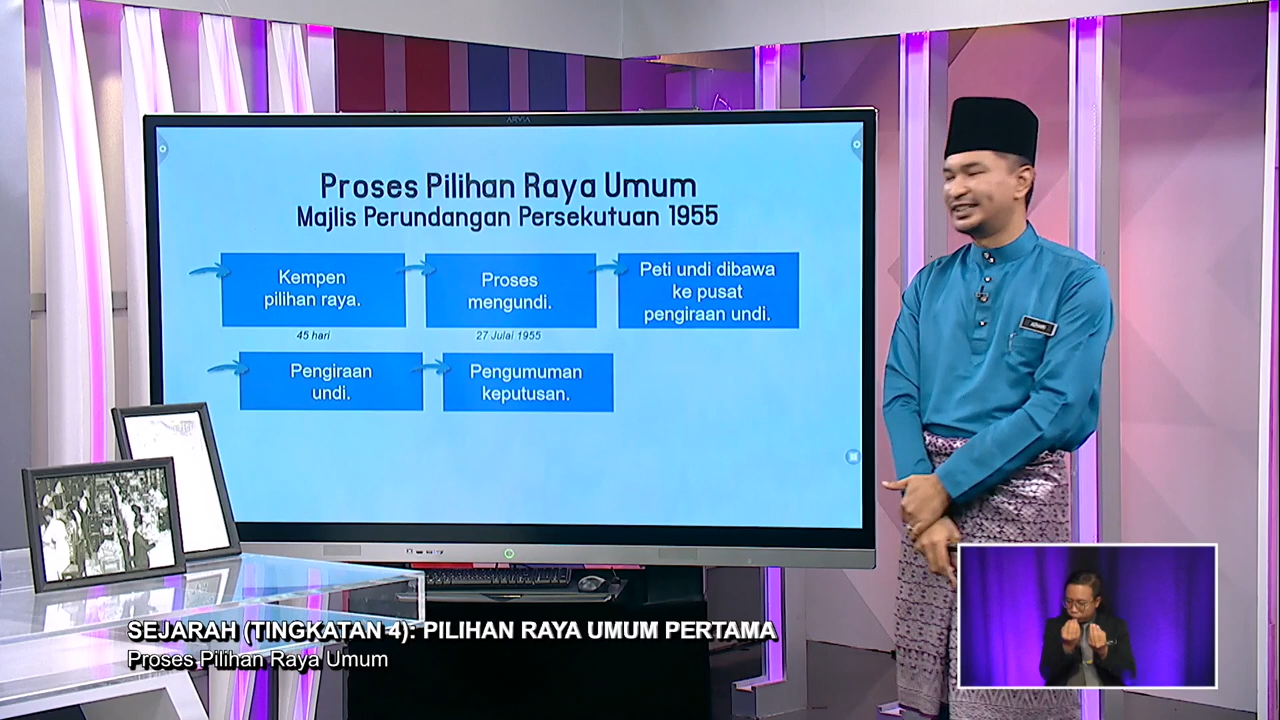 ARVIA
Proses Pilihan Raya Umum
Majlis Perundangan Persekutuan 1955
Kempen
pilihan raya.
Proses
mengundi.
Peti undi dibawa
ke pusat
pengiraan undi.
45 hari
27 Julai 1955
Pengiraan
undi.
Pengumuman
keputusan.
SEJARAH (TINGKATAN 4): PILIHAN RAYA UMUM PERTAMA
Proses Pilihan Raya Umum